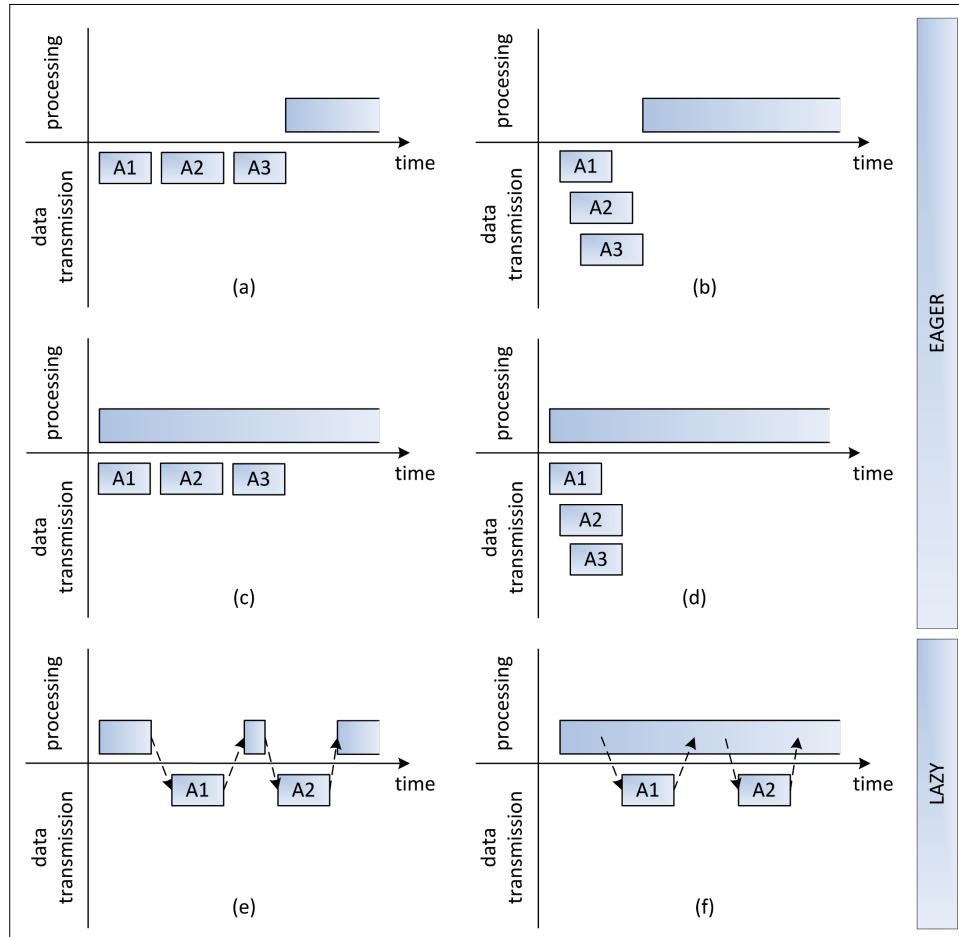 processing
data
transmission
A1
A2
A3
time
(a)
processing
data
transmission
A1
A2
A3
time
(b)
processing
data
transmission
A1
A2
A3
time
(c)
processing
data
transmission
A1
A2
A3
time
(d)
EAGER
processing
data
transmission
A1
A2
time
(e)
processing
data
transmission
A1
A2
time
(f)
LAZY